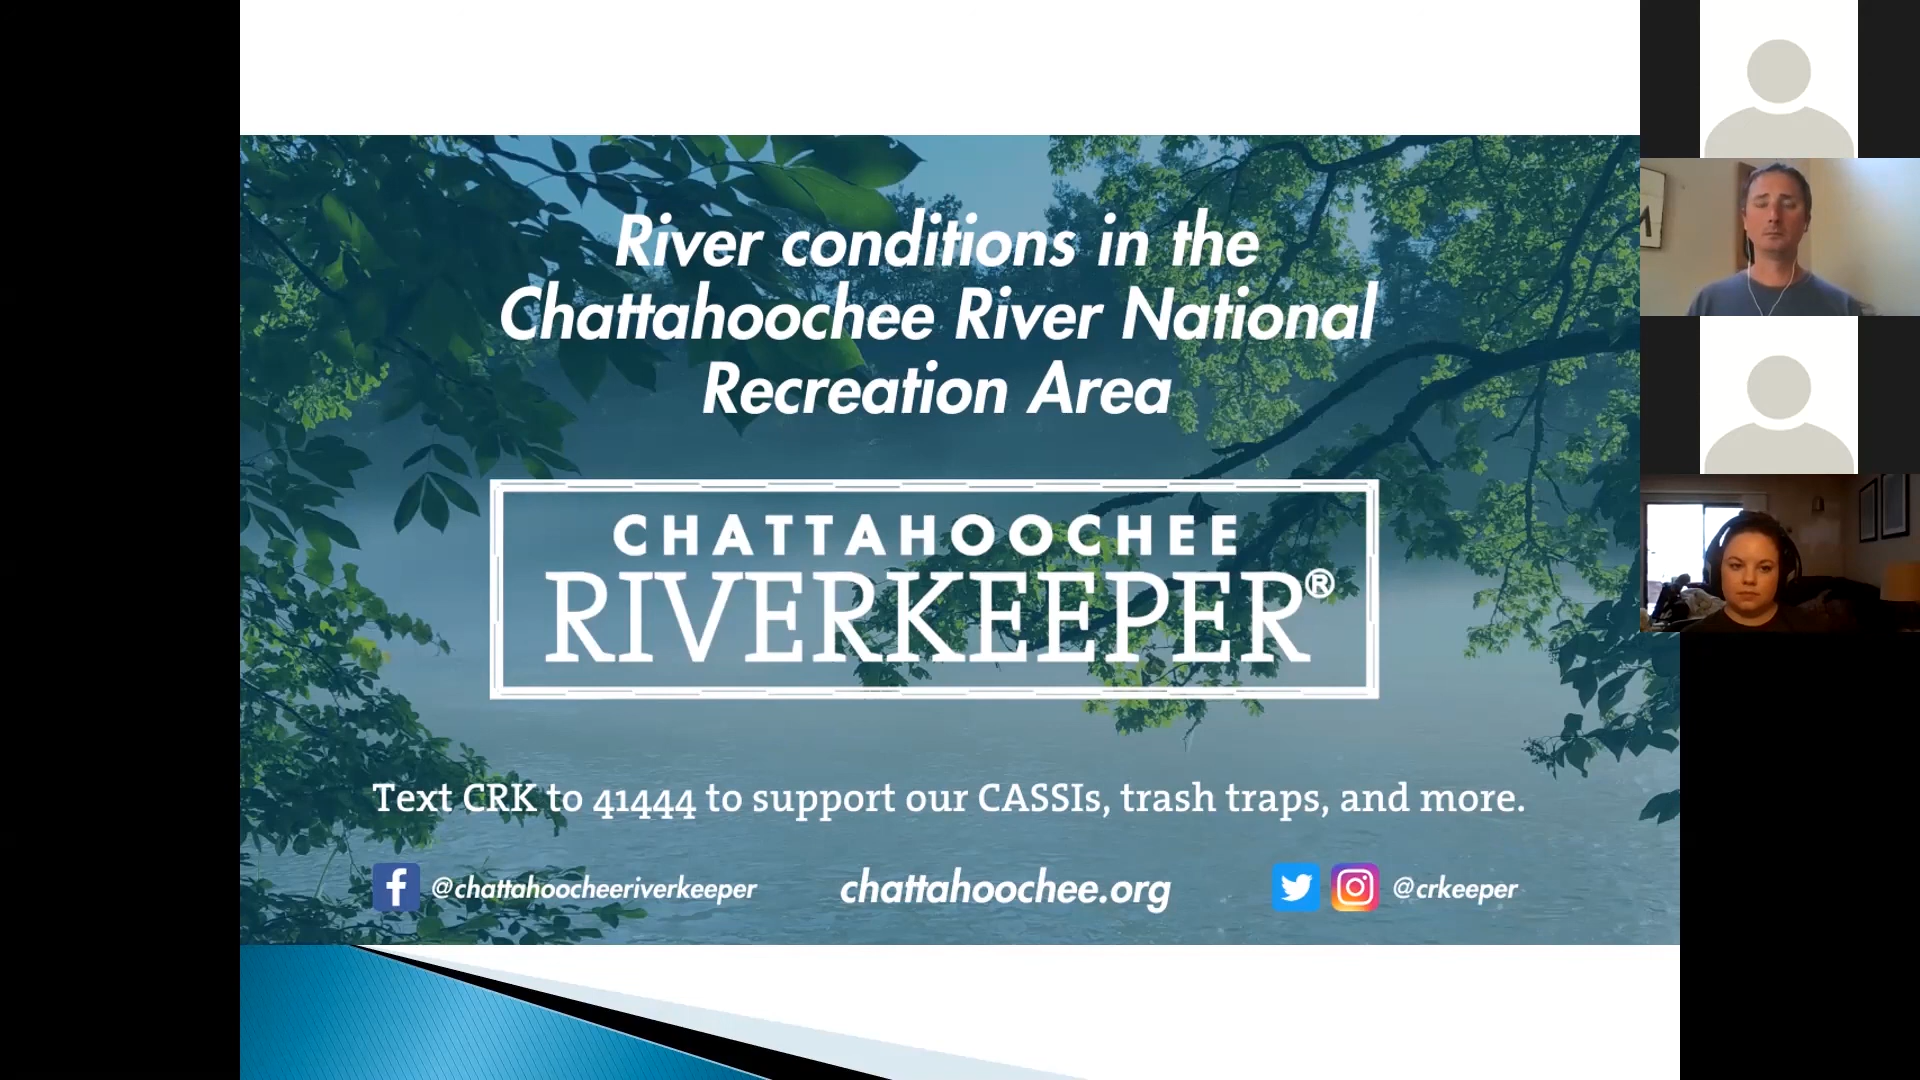 River conditions in the
Chattahoochee River National
Recreation Area
CHATTAHOOCHEE
RIVERKEEPER®
Text CRK to 41444 to support our CASSIs, trash traps, and more.
@chattahoocheeriverkeeper
chattahoochee.org
@crkeeper